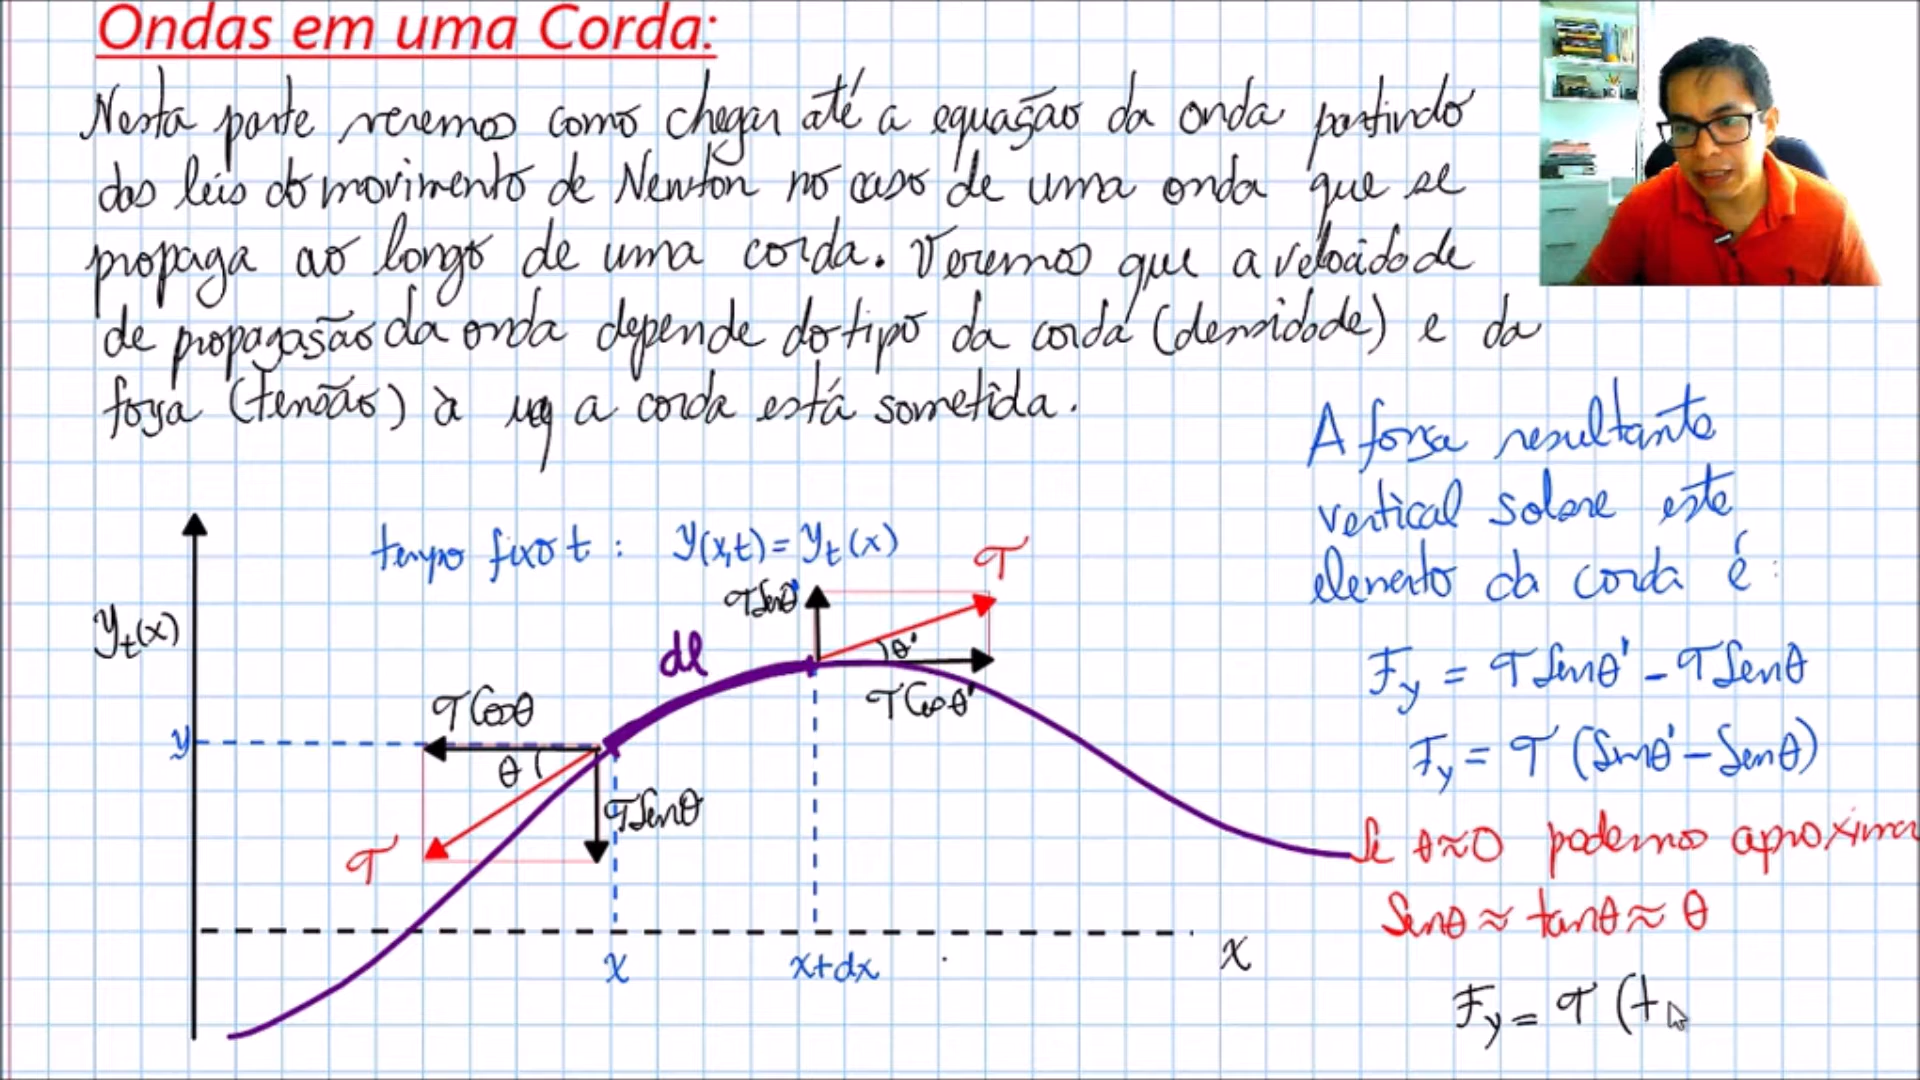 Ondas em uma Corda:
Nesta parte veremos como chegar até a equação da onda partindo
das leis do movimento de Newton no caso de uma onda que se
propaga ao longo de uma corda. Veremos que a velocidade
de propagação da onda depende do tipo da corda (densidade) e da
força (tensão) à a corda está sometida.
A força resultante
vertical sobre este
elemento da corda é:
tempo fixo t: y(x,t) = y_t(x)
T
T Senθ'
y_t(x)
dl
θ'
T Cosθ
T Cosθ'
F_y = T Senθ' - T Senθ
y
θ
F_y = T (Senθ' - Senθ)
T Senθ
T
Se θ≈0 podemos aproximar
Senθ ≈ tanθ ≈ θ
x
x+dx
x
F_y = T (t